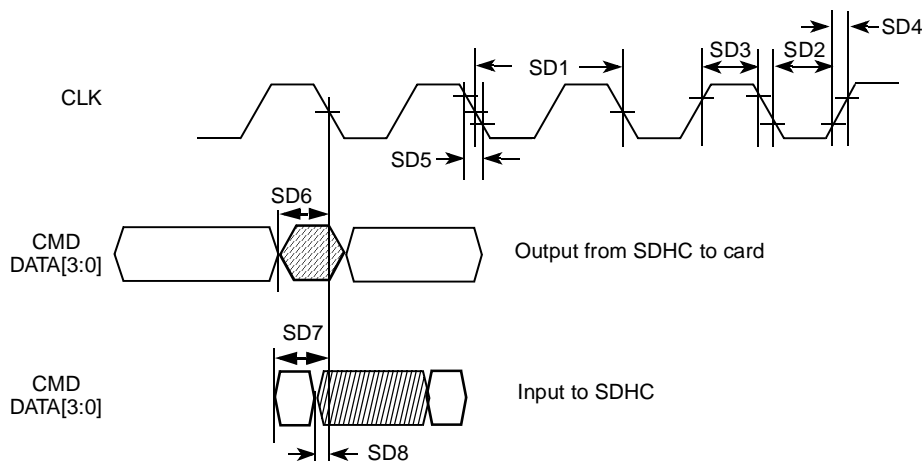 SD4
SD3
SD2
SD1
CLK
SD5
SD6
CMD
DATA[3:0]
Output from SDHC to card
SD7
CMD
DATA[3:0]
Input to SDHC
SD8